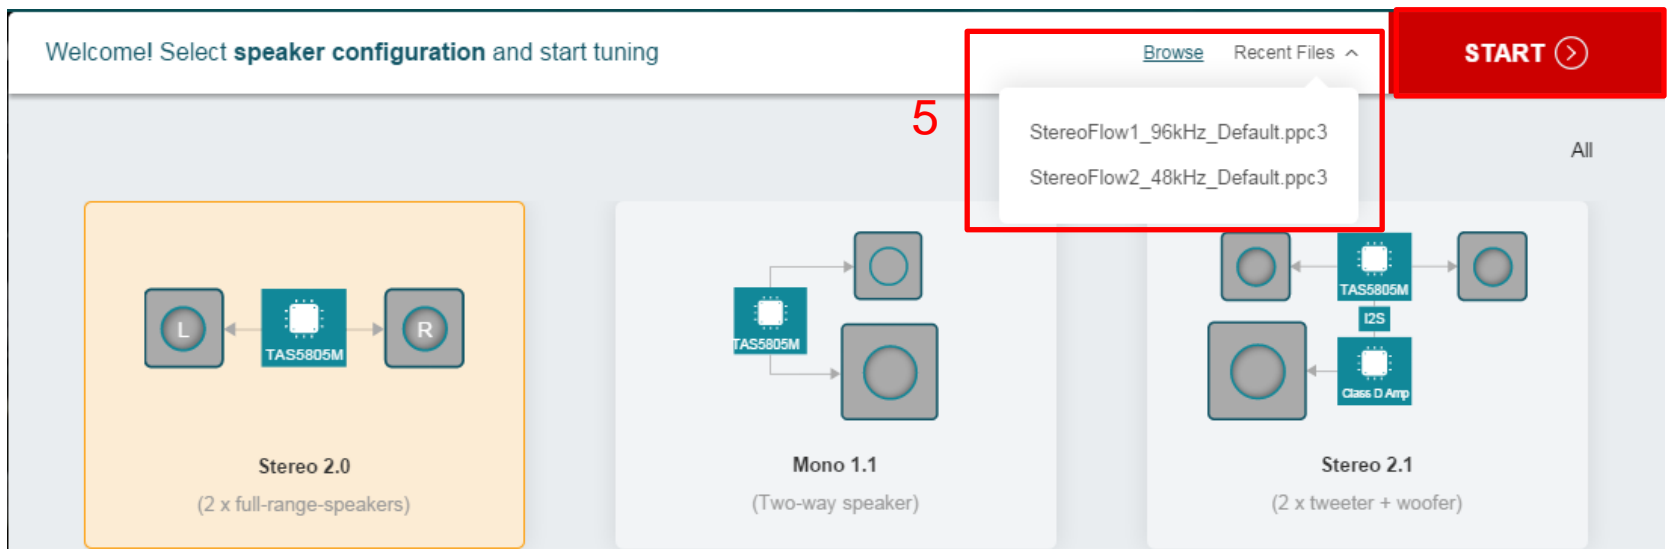 Welcome! Select speaker configuration and start tuning
Browse
Recent Files
START
5
StereoFlow1_96kHz_Default.ppc3
StereoFlow2_48kHz_Default.ppc3
All
L
TAS5805M
R
Stereo 2.0
(2 x full-range-speakers)
TAS5805M
Mono 1.1
(Two-way speaker)
TAS5805M
I2S
Class D Amp
Stereo 2.1
(2 x tweeter + woofer)